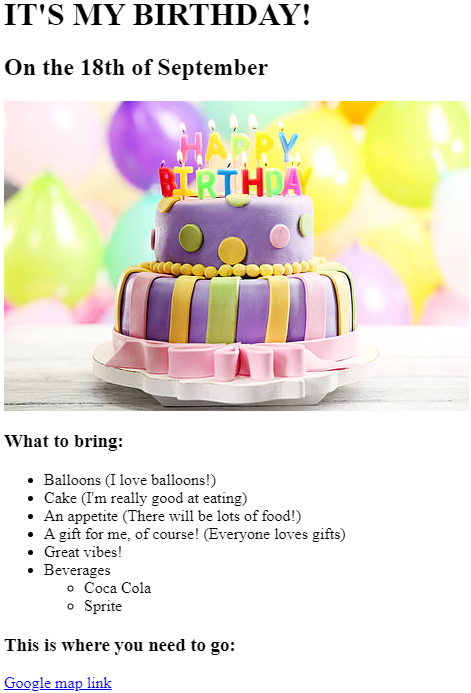 IT'S MY BIRTHDAY!
On the 18th of September
HAPPY
BIRTHDAY
What to bring:
Balloons (I love balloons!)
Cake (I'm really good at eating)
An appetite (There will be lots of food!)
A gift for me, of course! (Everyone loves gifts)
Great vibes!
Beverages
Coca Cola
Sprite
This is where you need to go:
Google map link